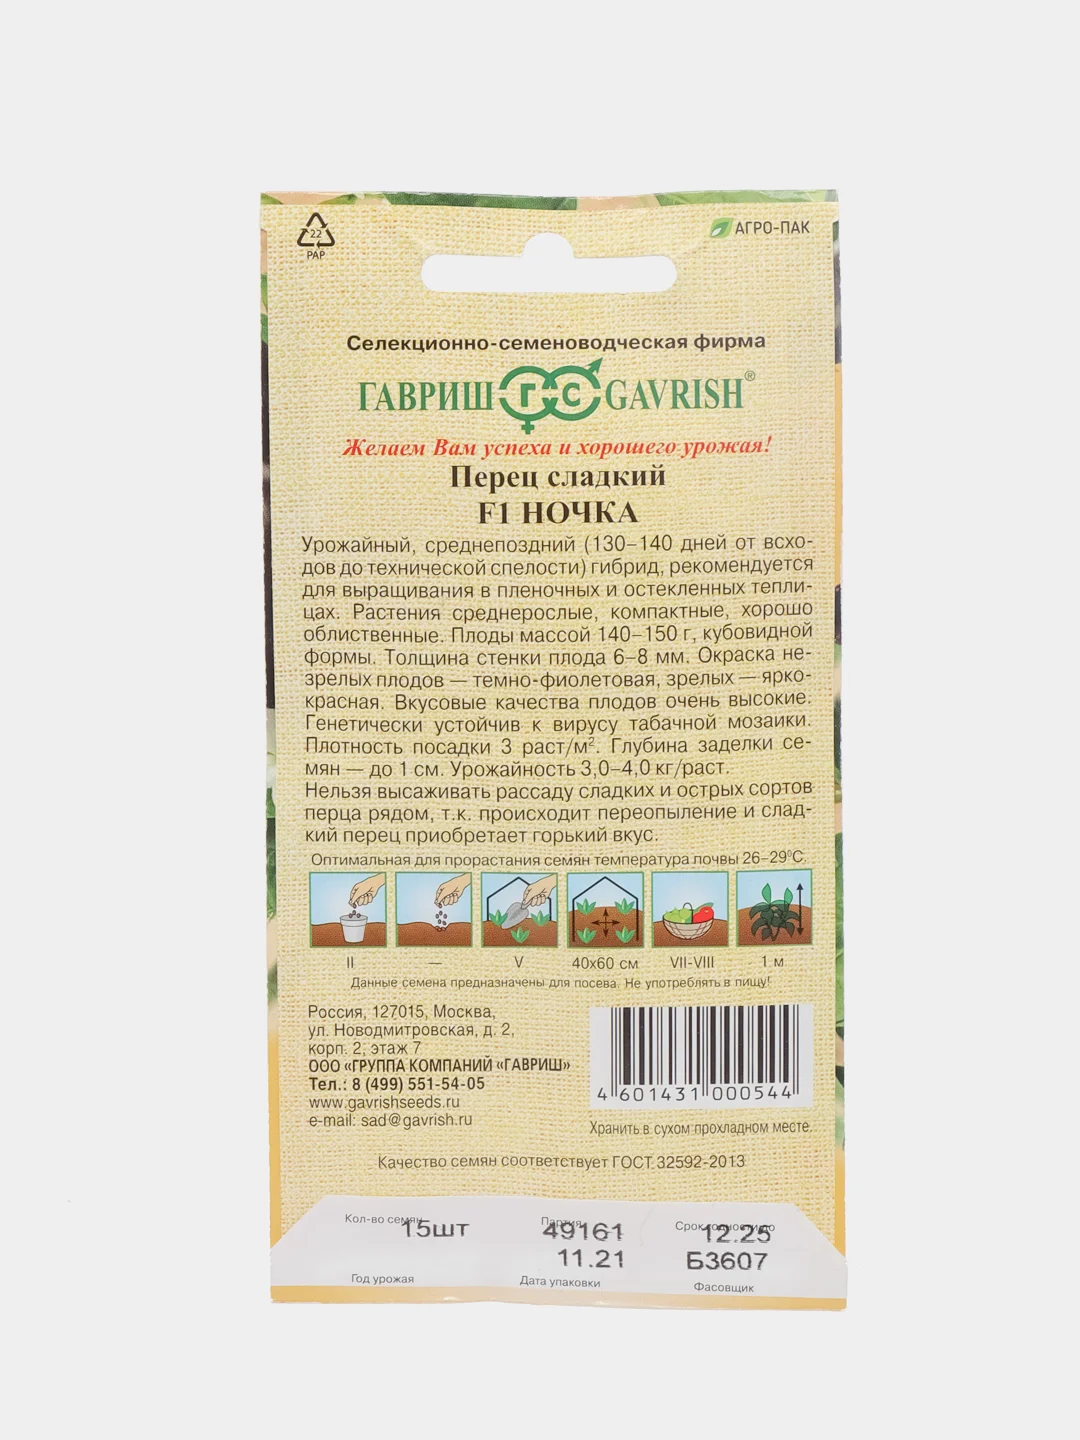 22
PAP
АГРО-ПАК
Селекционно-семеноводческая фирма
ГАВРИШ ГС GAVRISH®
Желаем Вам успеха и хорошего урожая!
Перец сладкий
F1 НОЧКА
Урожайный, среднепоздний (130–140 дней от всхо-
дов до технической спелости) гибрид, рекомендуется
для выращивания в пленочных и остекленных тепли-
цах. Растения среднерослые, компактные, хорошо
облиственные. Плоды массой 140–150 г, кубовидной
формы. Толщина стенки плода 6–8 мм. Окраска не-
зрелых плодов — темно-фиолетовая, зрелых — ярко-
красная. Вкусовые качества плодов очень высокие.
Генетически устойчив к вирусу табачной мозаики.
Плотность посадки 3 раст/м². Глубина заделки се-
мян — до 1 см. Урожайность 3,0–4,0 кг/раст.
Нельзя высаживать рассаду сладких и острых сортов
перца рядом, т.к. происходит переопыление и слад-
кий перец приобретает горький вкус.
Оптимальная для прорастания семян температура почвы 26–29⁰С.
II — V 40х60 см VII-VIII 1 м
Данные семена предназначены для посева. Не употреблять в пищу!
Россия, 127015, Москва,
ул. Новодмитровская, д. 2,
корп. 2, этаж 7
ООО «ГРУППА КОМПАНИЙ «ГАВРИШ»
Тел.: 8 (499) 551-54-05
www.gavrishseeds.ru
e-mail: sad@gavrish.ru
4 601431 000544
Хранить в сухом прохладном месте.
Качество семян соответствует ГОСТ 32592-2013
Кол-во семян Партия Срок годности до
15шт 49161 12.25
11.21 Б3607
Год урожая Дата упаковки Фасовщик